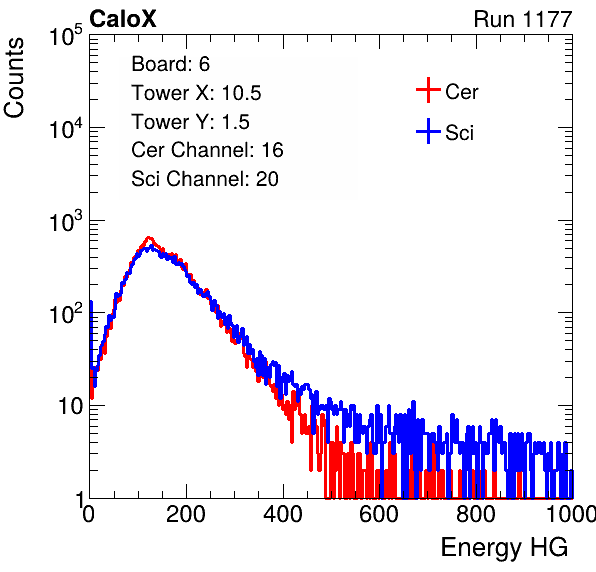 CaloX Run 1177
Counts
10^5
10^4
10^3
10^2
10
1
Board: 6
Tower X: 10.5
Tower Y: 1.5
Cer Channel: 16
Sci Channel: 20
Cer
Sci
0 200 400 600 800 1000
Energy HG